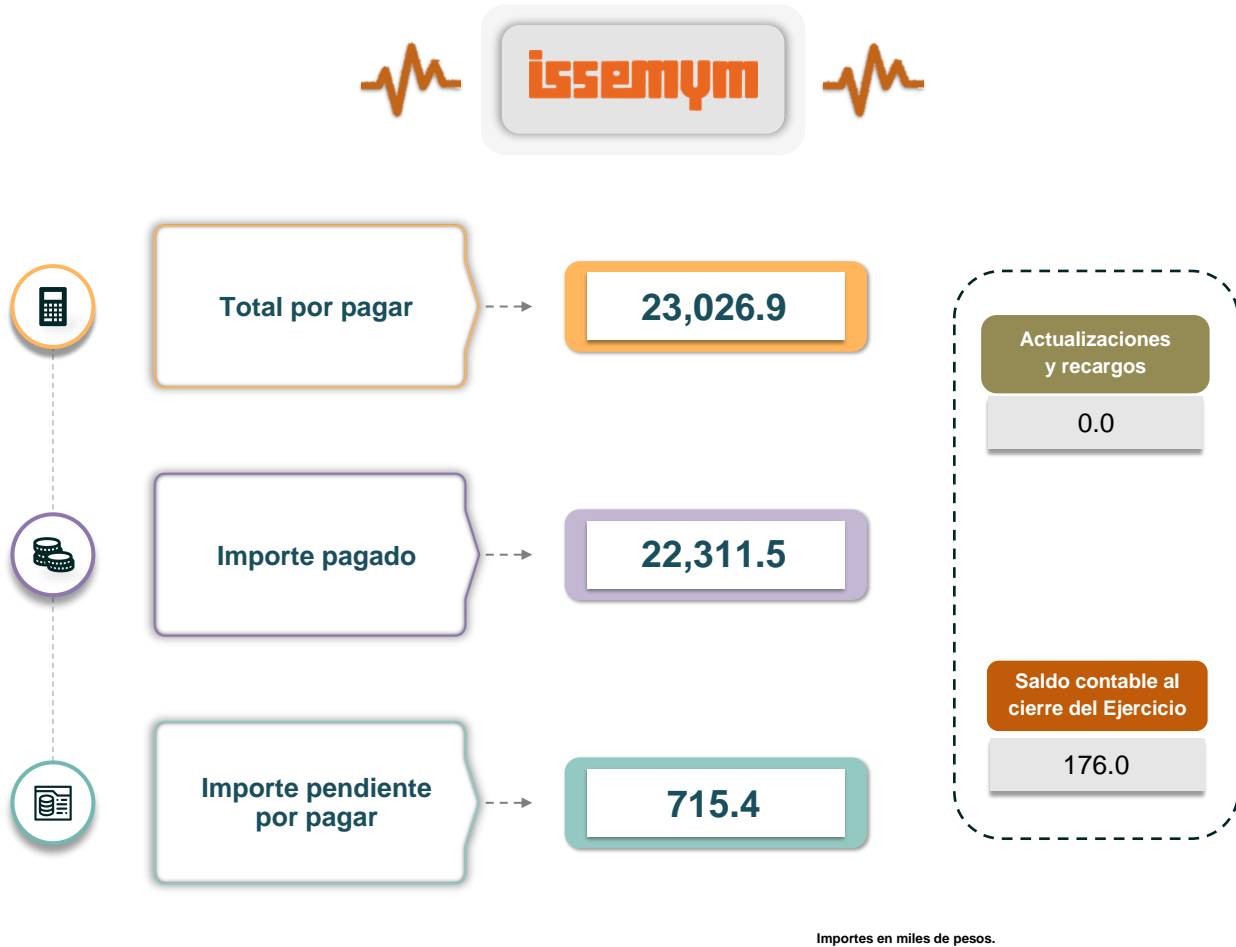 issemym
Total por pagar
23,026.9
Actualizaciones
y recargos
0.0
Importe pagado
22,311.5
Importe pendiente
por pagar
715.4
Saldo contable al
cierre del Ejercicio
176.0
Importes en miles de pesos.